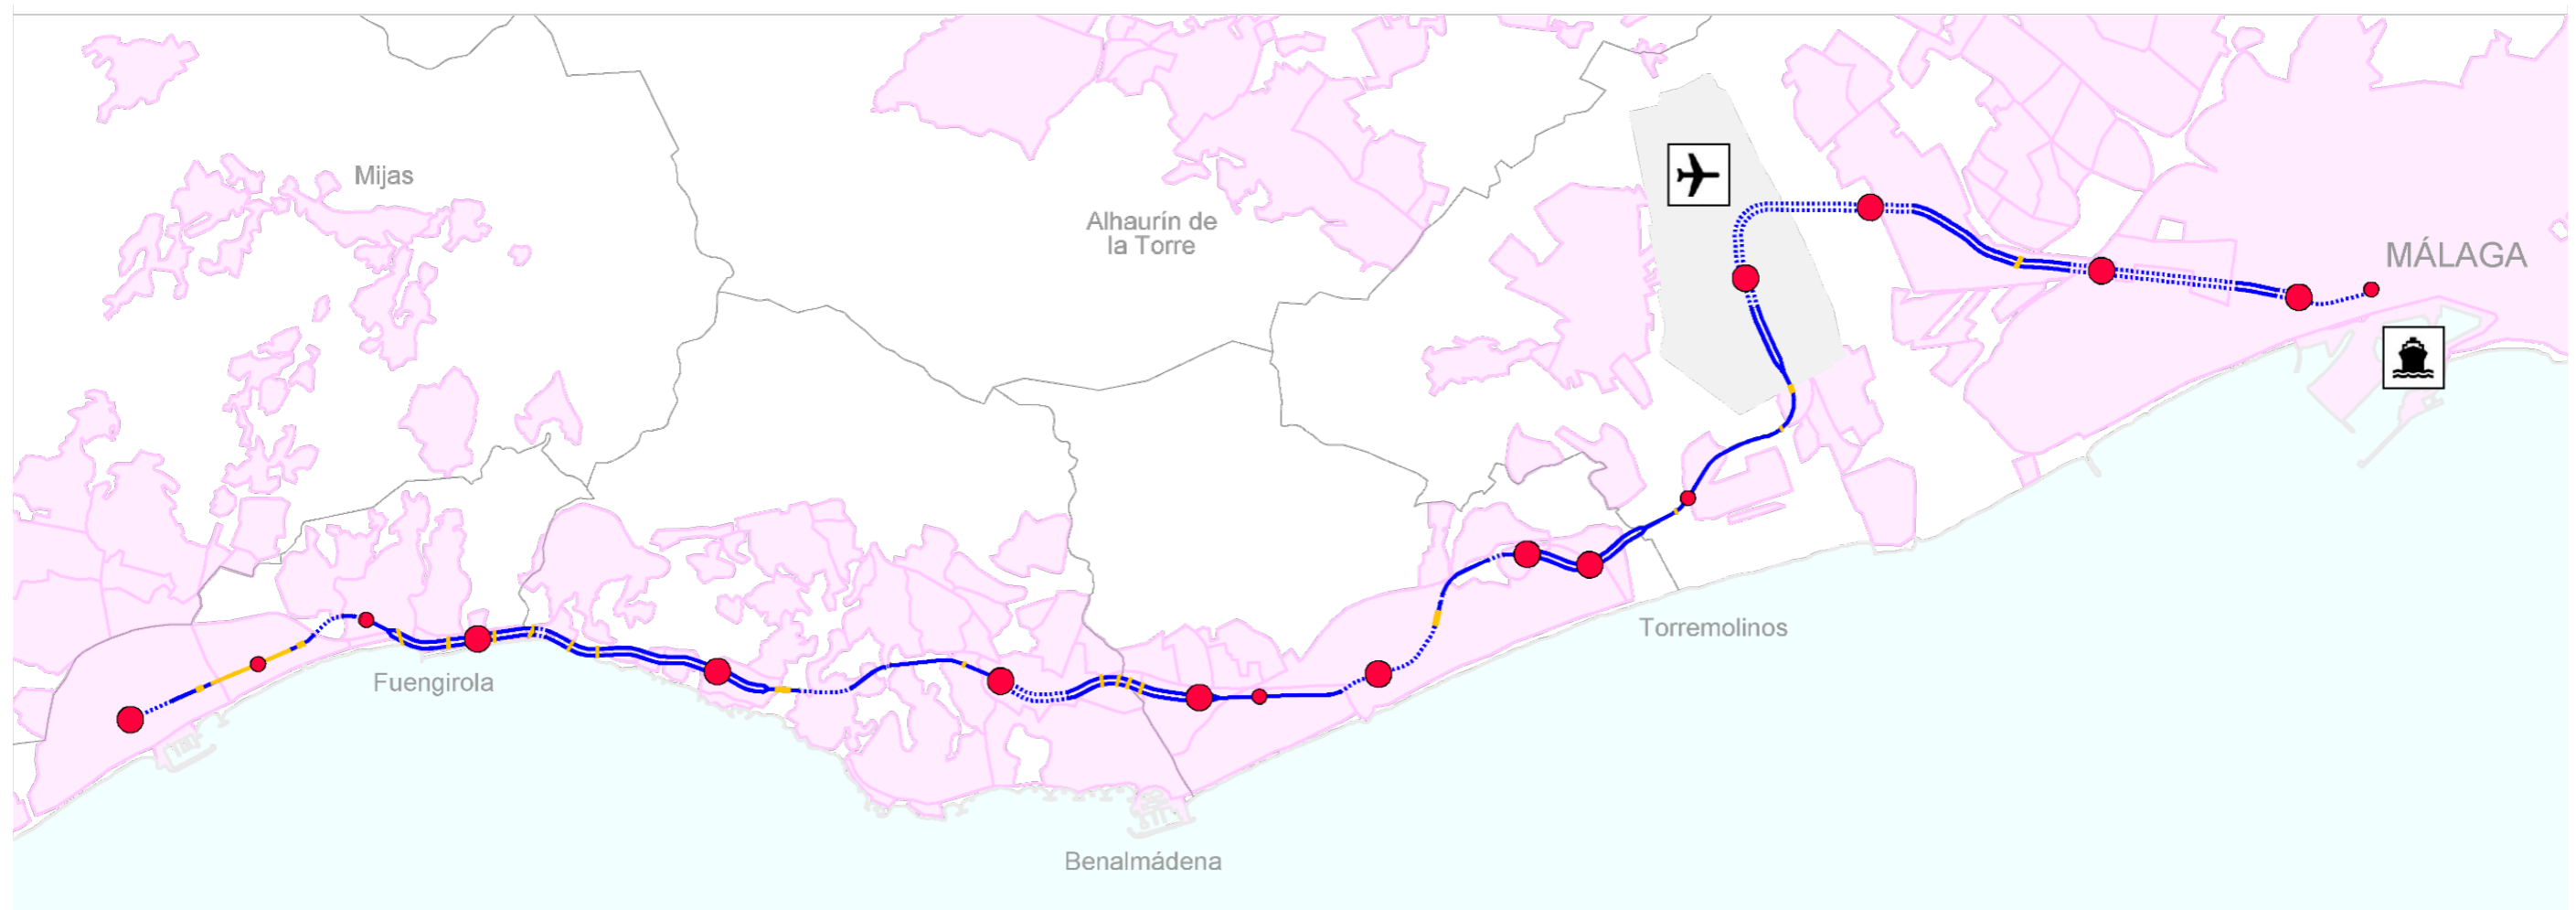 Mijas
Alhaurín de
la Torre
MÁLAGA
Torremolinos
Fuengirola
Benalmádena